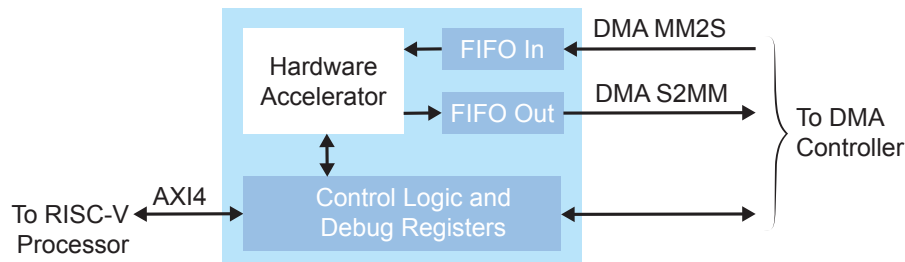 DMA MM2S
FIFO In
Hardware
Accelerator
DMA S2MM
FIFO Out
To DMA
Controller
AXI4
Control Logic and
Debug Registers
To RISC-V
Processor